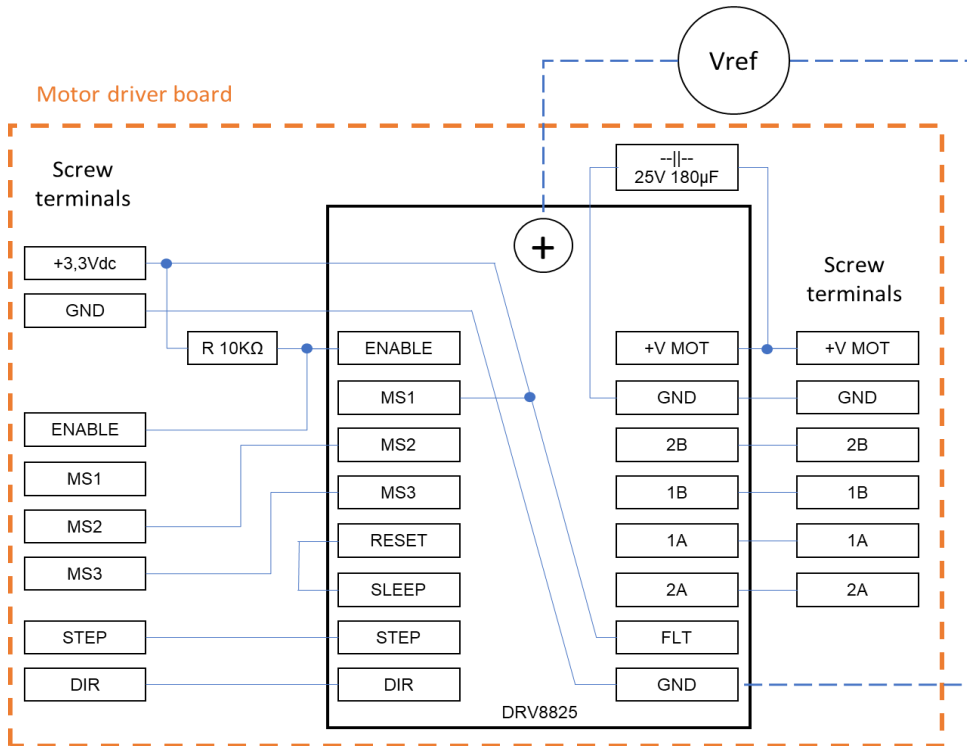 Vref
Motor driver board
Screw
terminals
--||--
25V 180µF
+
+3,3Vdc
GND
R 10KΩ
ENABLE
MS1
MS2
MS3
STEP
DIR
ENABLE
MS1
MS2
MS3
RESET
SLEEP
STEP
DIR
+V MOT
GND
2B
1B
1A
2A
FLT
GND
DRV8825
Screw
terminals
+V MOT
GND
2B
1B
1A
2A